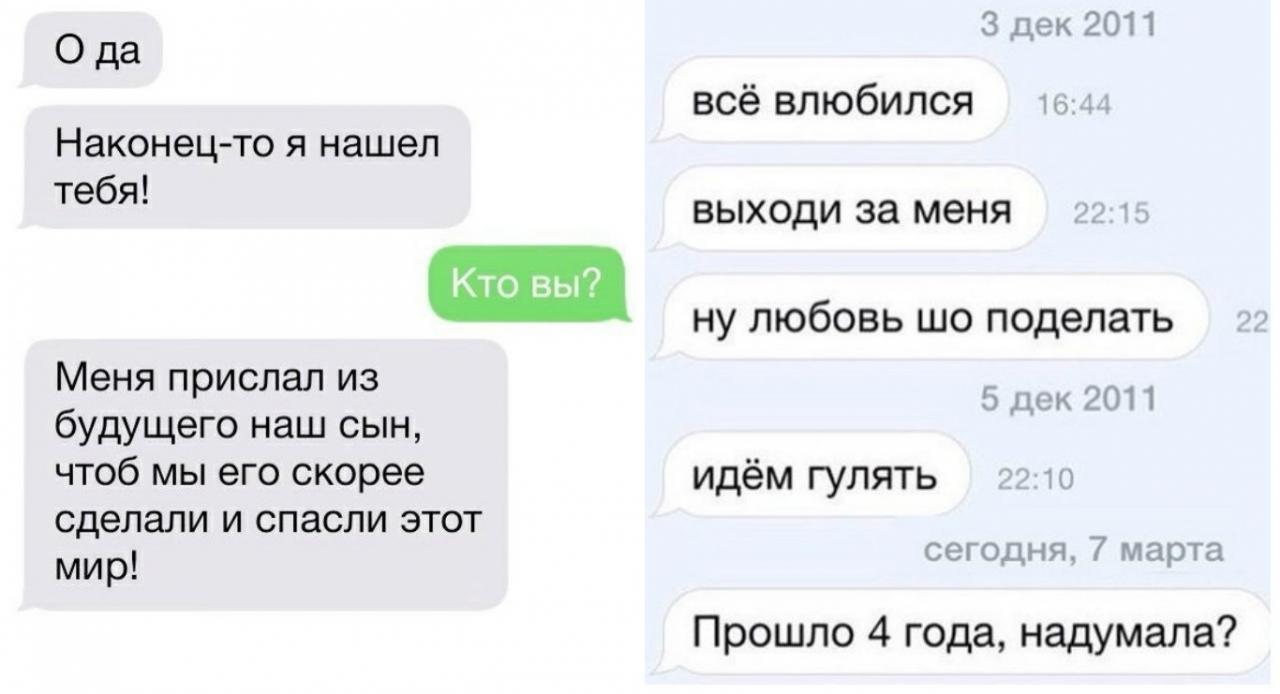 О да
Наконец-то я нашел
тебя!
Кто вы?
Меня прислал из
будущего наш сын,
чтоб мы его скорее
сделали и спасли этот
мир!
3 дек 2011
всё влюбился 16:44
выходи за меня 22:15
ну любовь шо поделать 22
5 дек 2011
идём гулять 22:10
сегодня, 7 марта
Прошло 4 года, надумала?